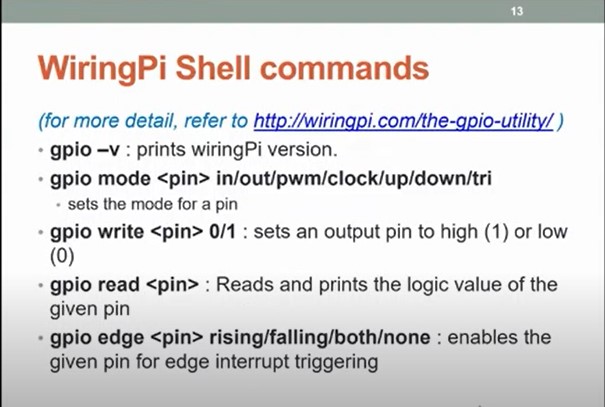 13
WiringPi Shell commands
(for more detail, refer to http://wiringpi.com/the-gpio-utility/ )
• gpio –v : prints wiringPi version.
• gpio mode <pin> in/out/pwm/clock/up/down/tri
• sets the mode for a pin
• gpio write <pin> 0/1 : sets an output pin to high (1) or low
(0)
• gpio read <pin> : Reads and prints the logic value of the
given pin
• gpio edge <pin> rising/falling/both/none : enables the
given pin for edge interrupt triggering